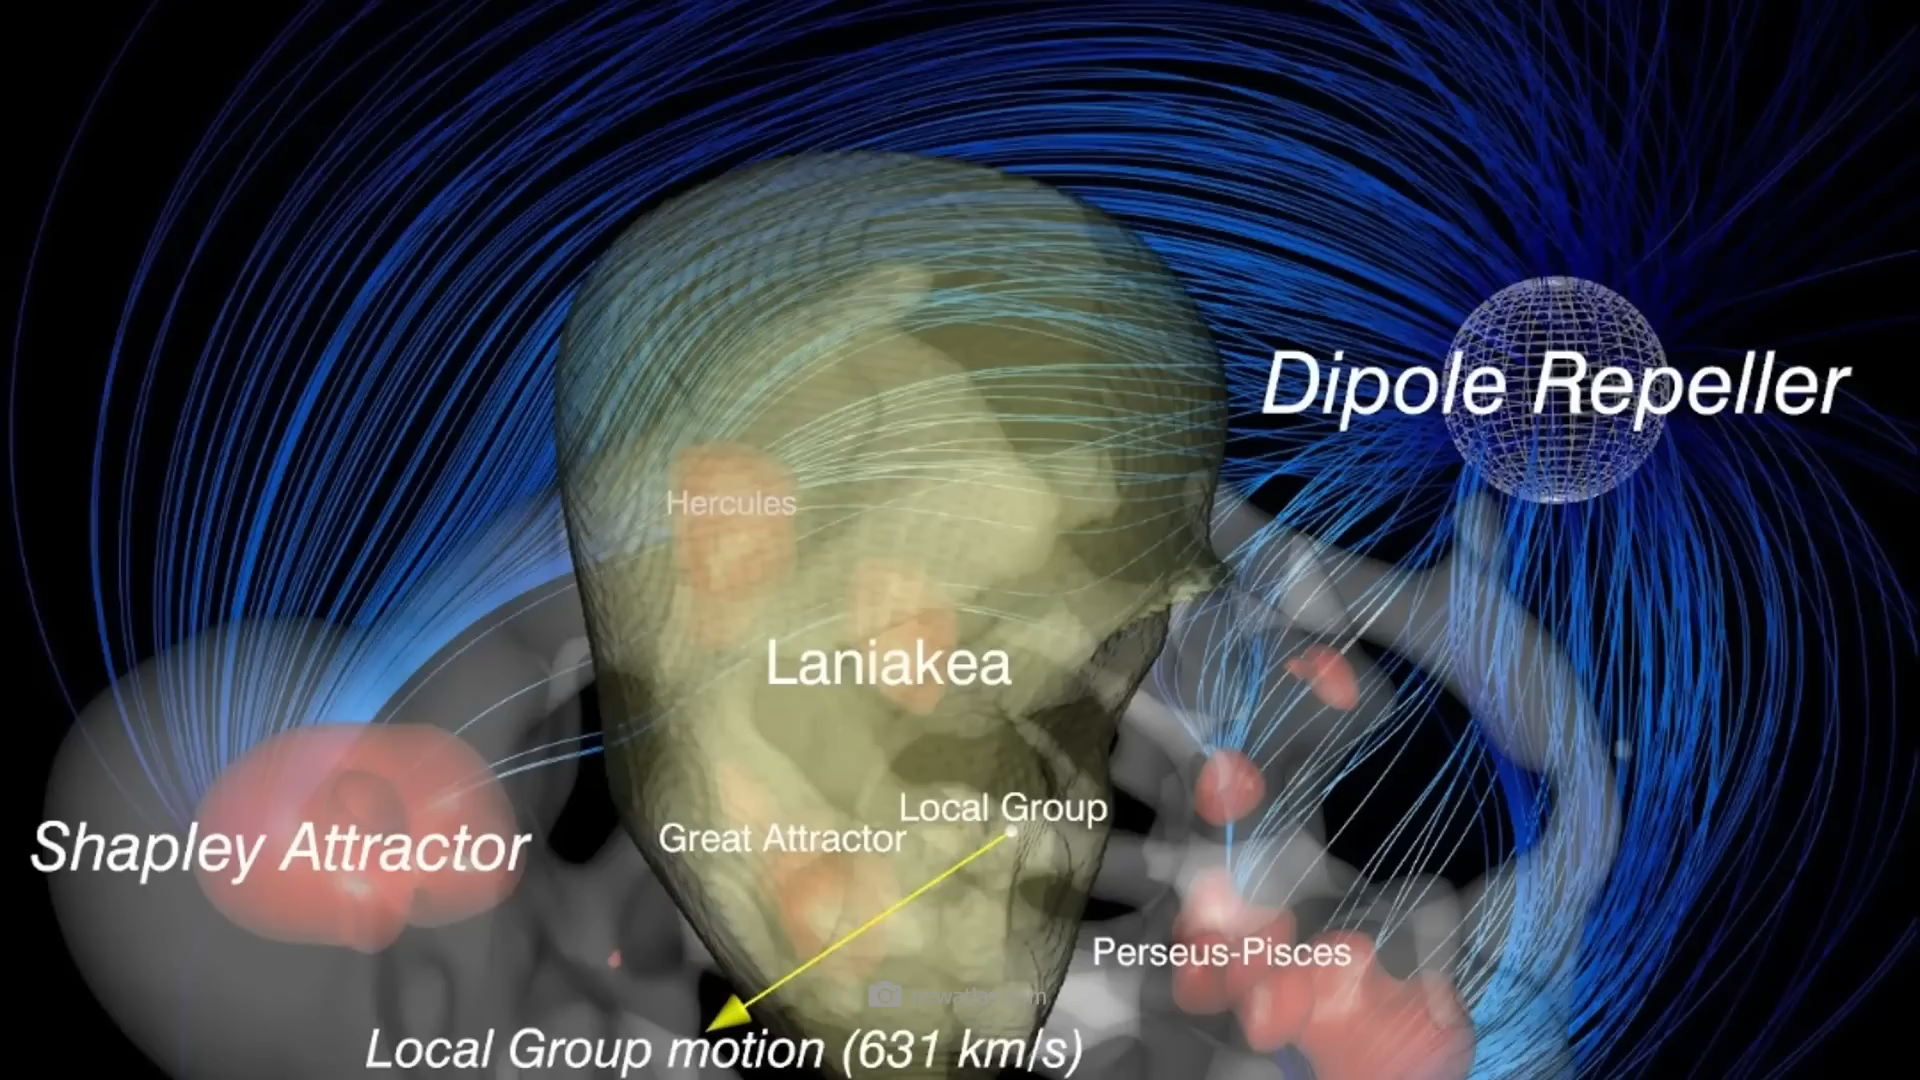 Dipole Repeller
Hercules
Laniakea
Local Group
Great Attractor
Shapley Attractor
Perseus-Pisces
Local Group motion (631 km/s)